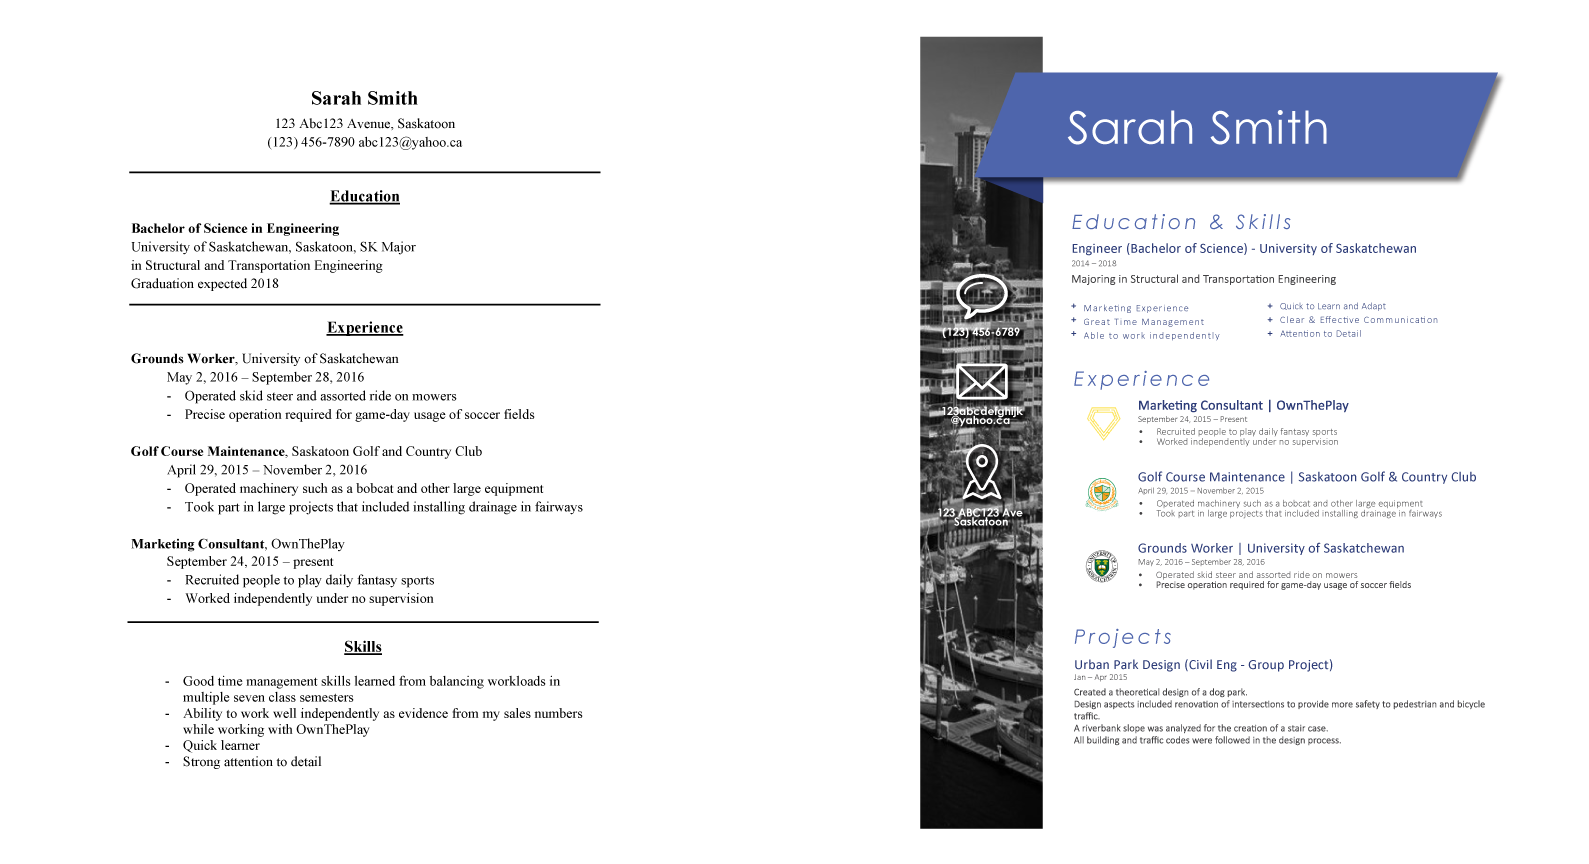 Sarah Smith
123 Abc123 Avenue, Saskatoon
(123) 456-7890 abc123@yahoo.ca
Education
Bachelor of Science in Engineering
University of Saskatchewan, Saskatoon, SK Major
in Structural and Transportation Engineering
Graduation expected 2018
Experience
Grounds Worker, University of Saskatchewan
May 2, 2016 – September 28, 2016
- Operated skid steer and assorted ride on mowers
- Precise operation required for game-day usage of soccer fields
Golf Course Maintenance, Saskatoon Golf and Country Club
April 29, 2015 – November 2, 2016
- Operated machinery such as a bobcat and other large equipment
- Took part in large projects that included installing drainage in fairways
Marketing Consultant, OwnThePlay
September 24, 2015 – present
- Recruited people to play daily fantasy sports
- Worked independently under no supervision
Skills
- Good time management skills learned from balancing workloads in
multiple seven class semesters
- Ability to work well independently as evidence from my sales numbers
while working with OwnThePlay
- Quick learner
- Strong attention to detail
Sarah Smith
(123) 456-6789
123abcdefghijk
@yahoo.ca
123 ABC123 Ave
Saskatoon
Education & Skills
Engineer (Bachelor of Science) - University of Saskatchewan
2014 – 2018
Majoring in Structural and Transportation Engineering
+ Marketing Experience
+ Great Time Management
+ Able to work independently
+ Quick to Learn and Adapt
+ Clear & Effective Communication
+ Attention to Detail
Experience
Marketing Consultant | OwnThePlay
September 24, 2015 – Present
• Recruited people to play daily fantasy sports
• Worked independently under no supervision
Golf Course Maintenance | Saskatoon Golf & Country Club
April 29, 2015 – November 2, 2015
• Operated machinery such as a bobcat and other large equipment
• Took part in large projects that included installing drainage in fairways
Grounds Worker | University of Saskatchewan
May 2, 2016 – September 28, 2016
• Operated skid steer and assorted ride on mowers
• Precise operation required for game-day usage of soccer fields
UNIVERSITY OF
SASKATCHEWAN
Projects
Urban Park Design (Civil Eng - Group Project)
Jan – Apr 2015
Created a theoretical design of a dog park.
Design aspects included renovation of intersections to provide more safety to pedestrian and bicycle
traffic.
A riverbank slope was analyzed for the creation of a stair case.
All building and traffic codes were followed in the design process.